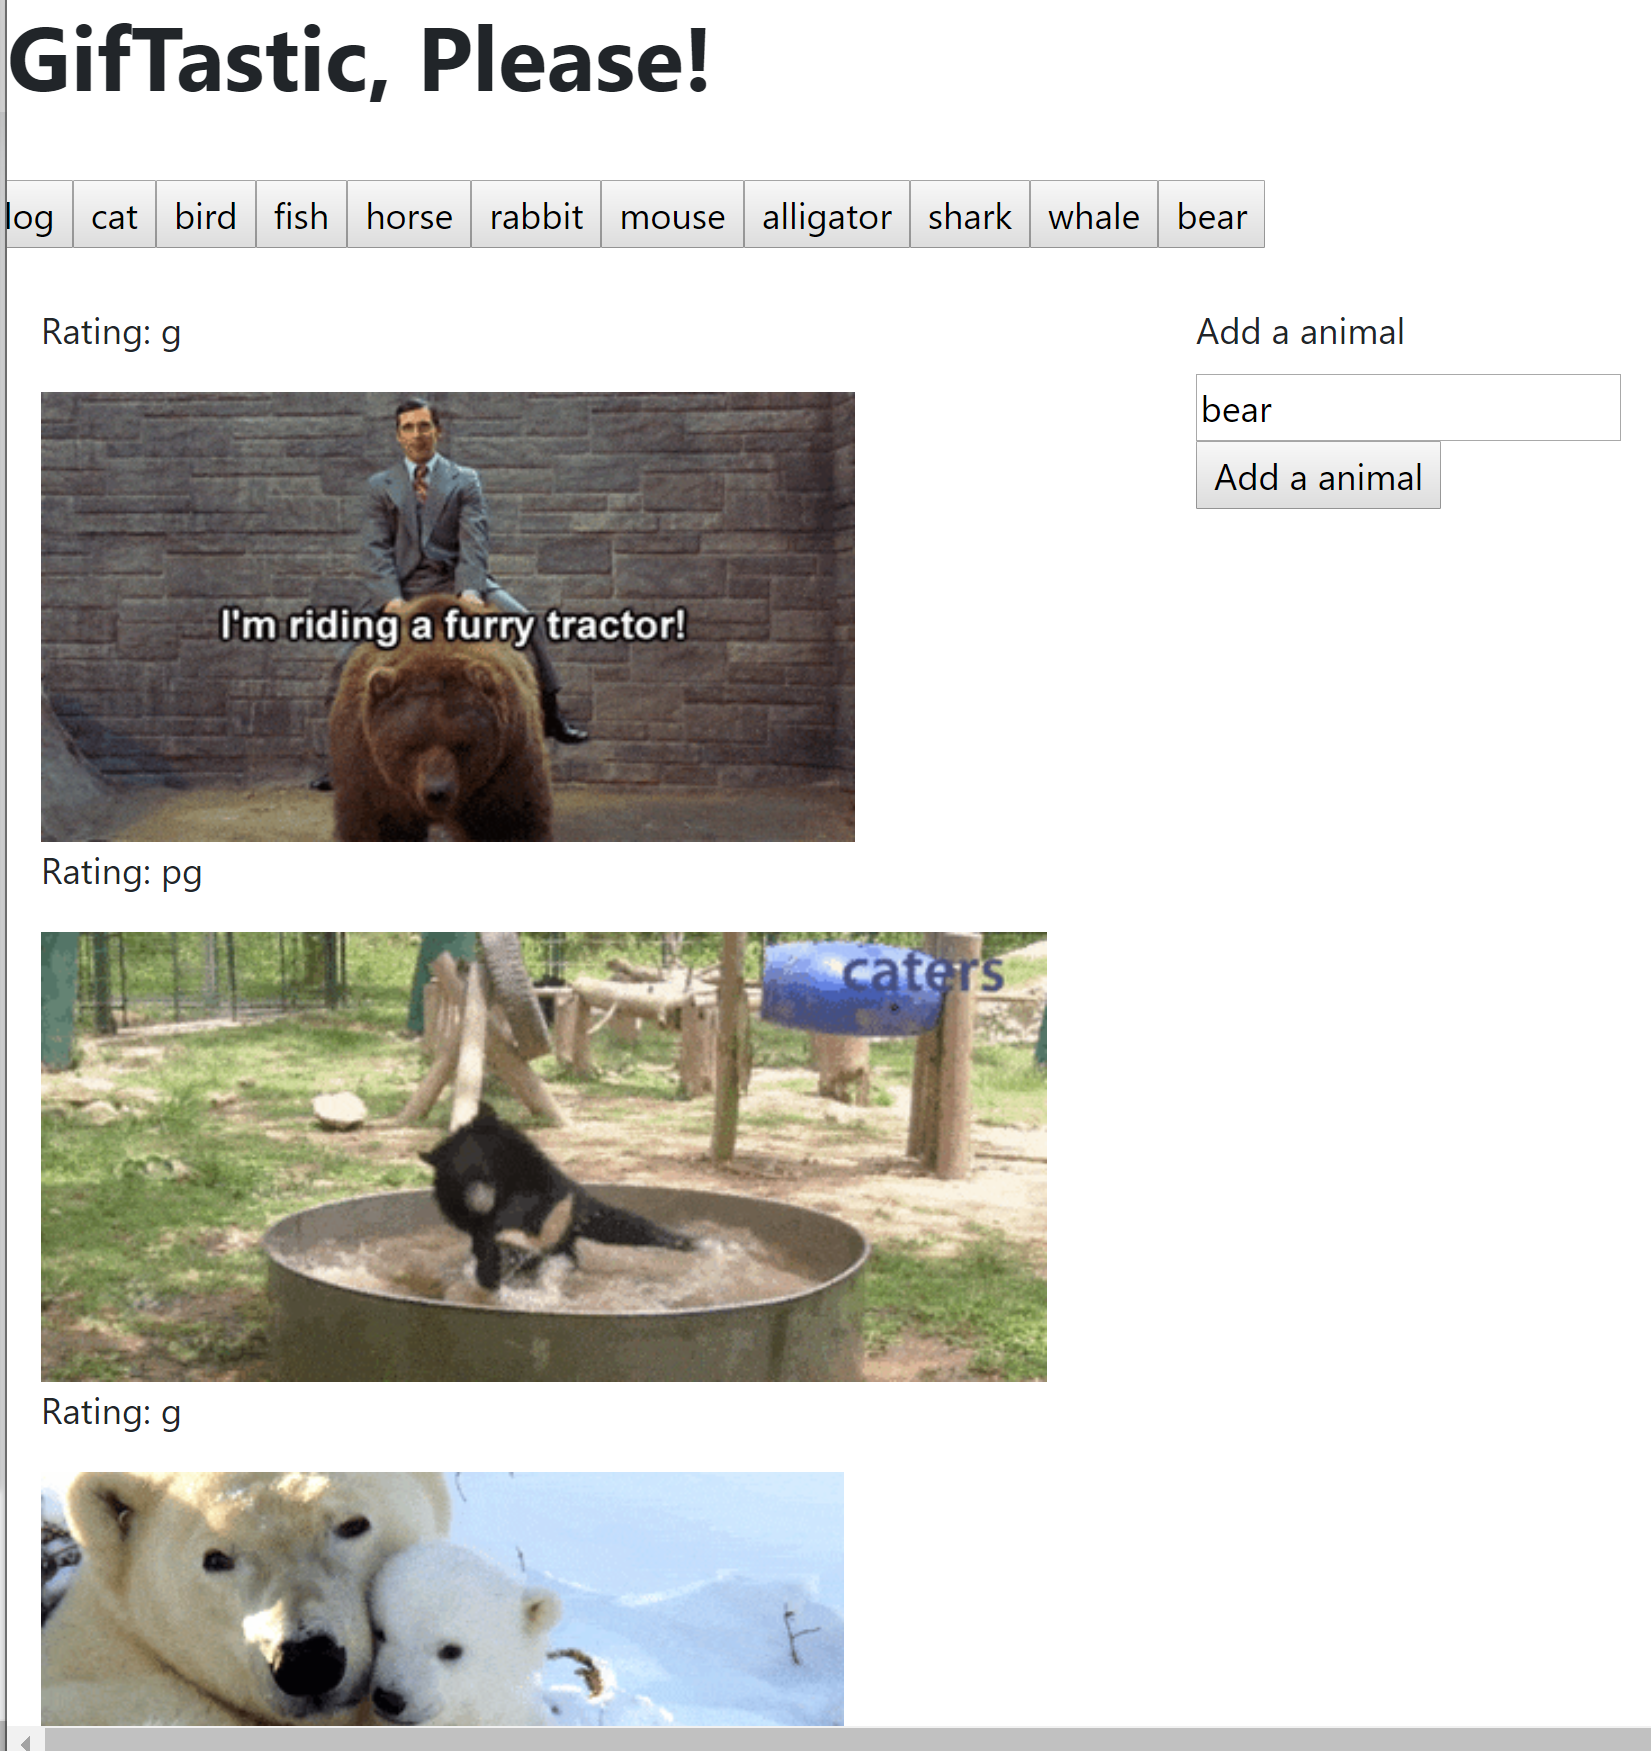 GifTastic, Please!
log cat bird fish horse rabbit mouse alligator shark whale bear
Rating: g
Add a animal
bear
Add a animal
I'm riding a furry tractor!
Rating: pg
caters
Rating: g